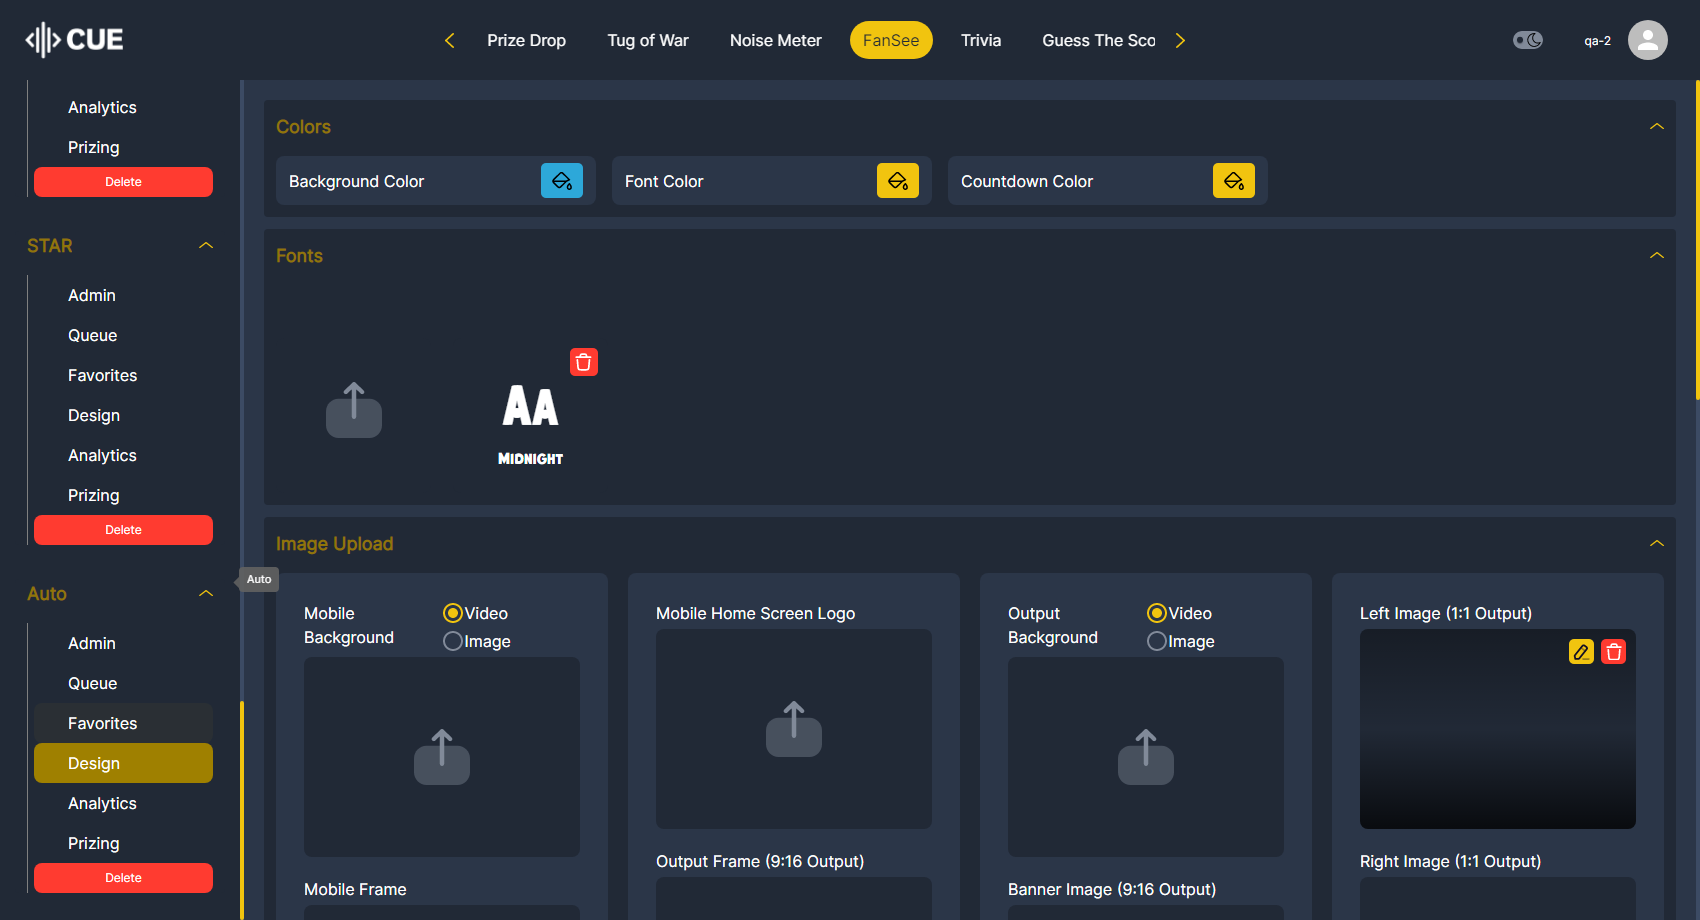 CUE
Prize Drop
Tug of War
Noise Meter
FanSee
Trivia
Guess The Sco
qa-2
Analytics
Prizing
Delete
STAR
Admin
Queue
Favorites
Design
Analytics
Prizing
Delete
Auto
Admin
Queue
Favorites
Design
Analytics
Prizing
Delete
Auto
Colors
Background Color
Font Color
Countdown Color
Fonts
AA
MIDNIGHT
Image Upload
Mobile
Background
Video
Image
Mobile Frame
Mobile Home Screen Logo
Output Frame (9:16 Output)
Output
Background
Video
Image
Banner Image (9:16 Output)
Left Image (1:1 Output)
Right Image (1:1 Output)